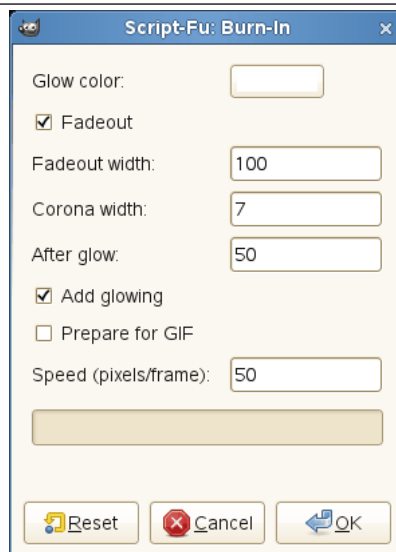 Script-Fu: Burn-In
Glow color:
Fadeout
Fadeout width: 100
Corona width: 7
After glow: 50
Add glowing
Prepare for GIF
Speed (pixels/frame): 50
Reset Cancel OK